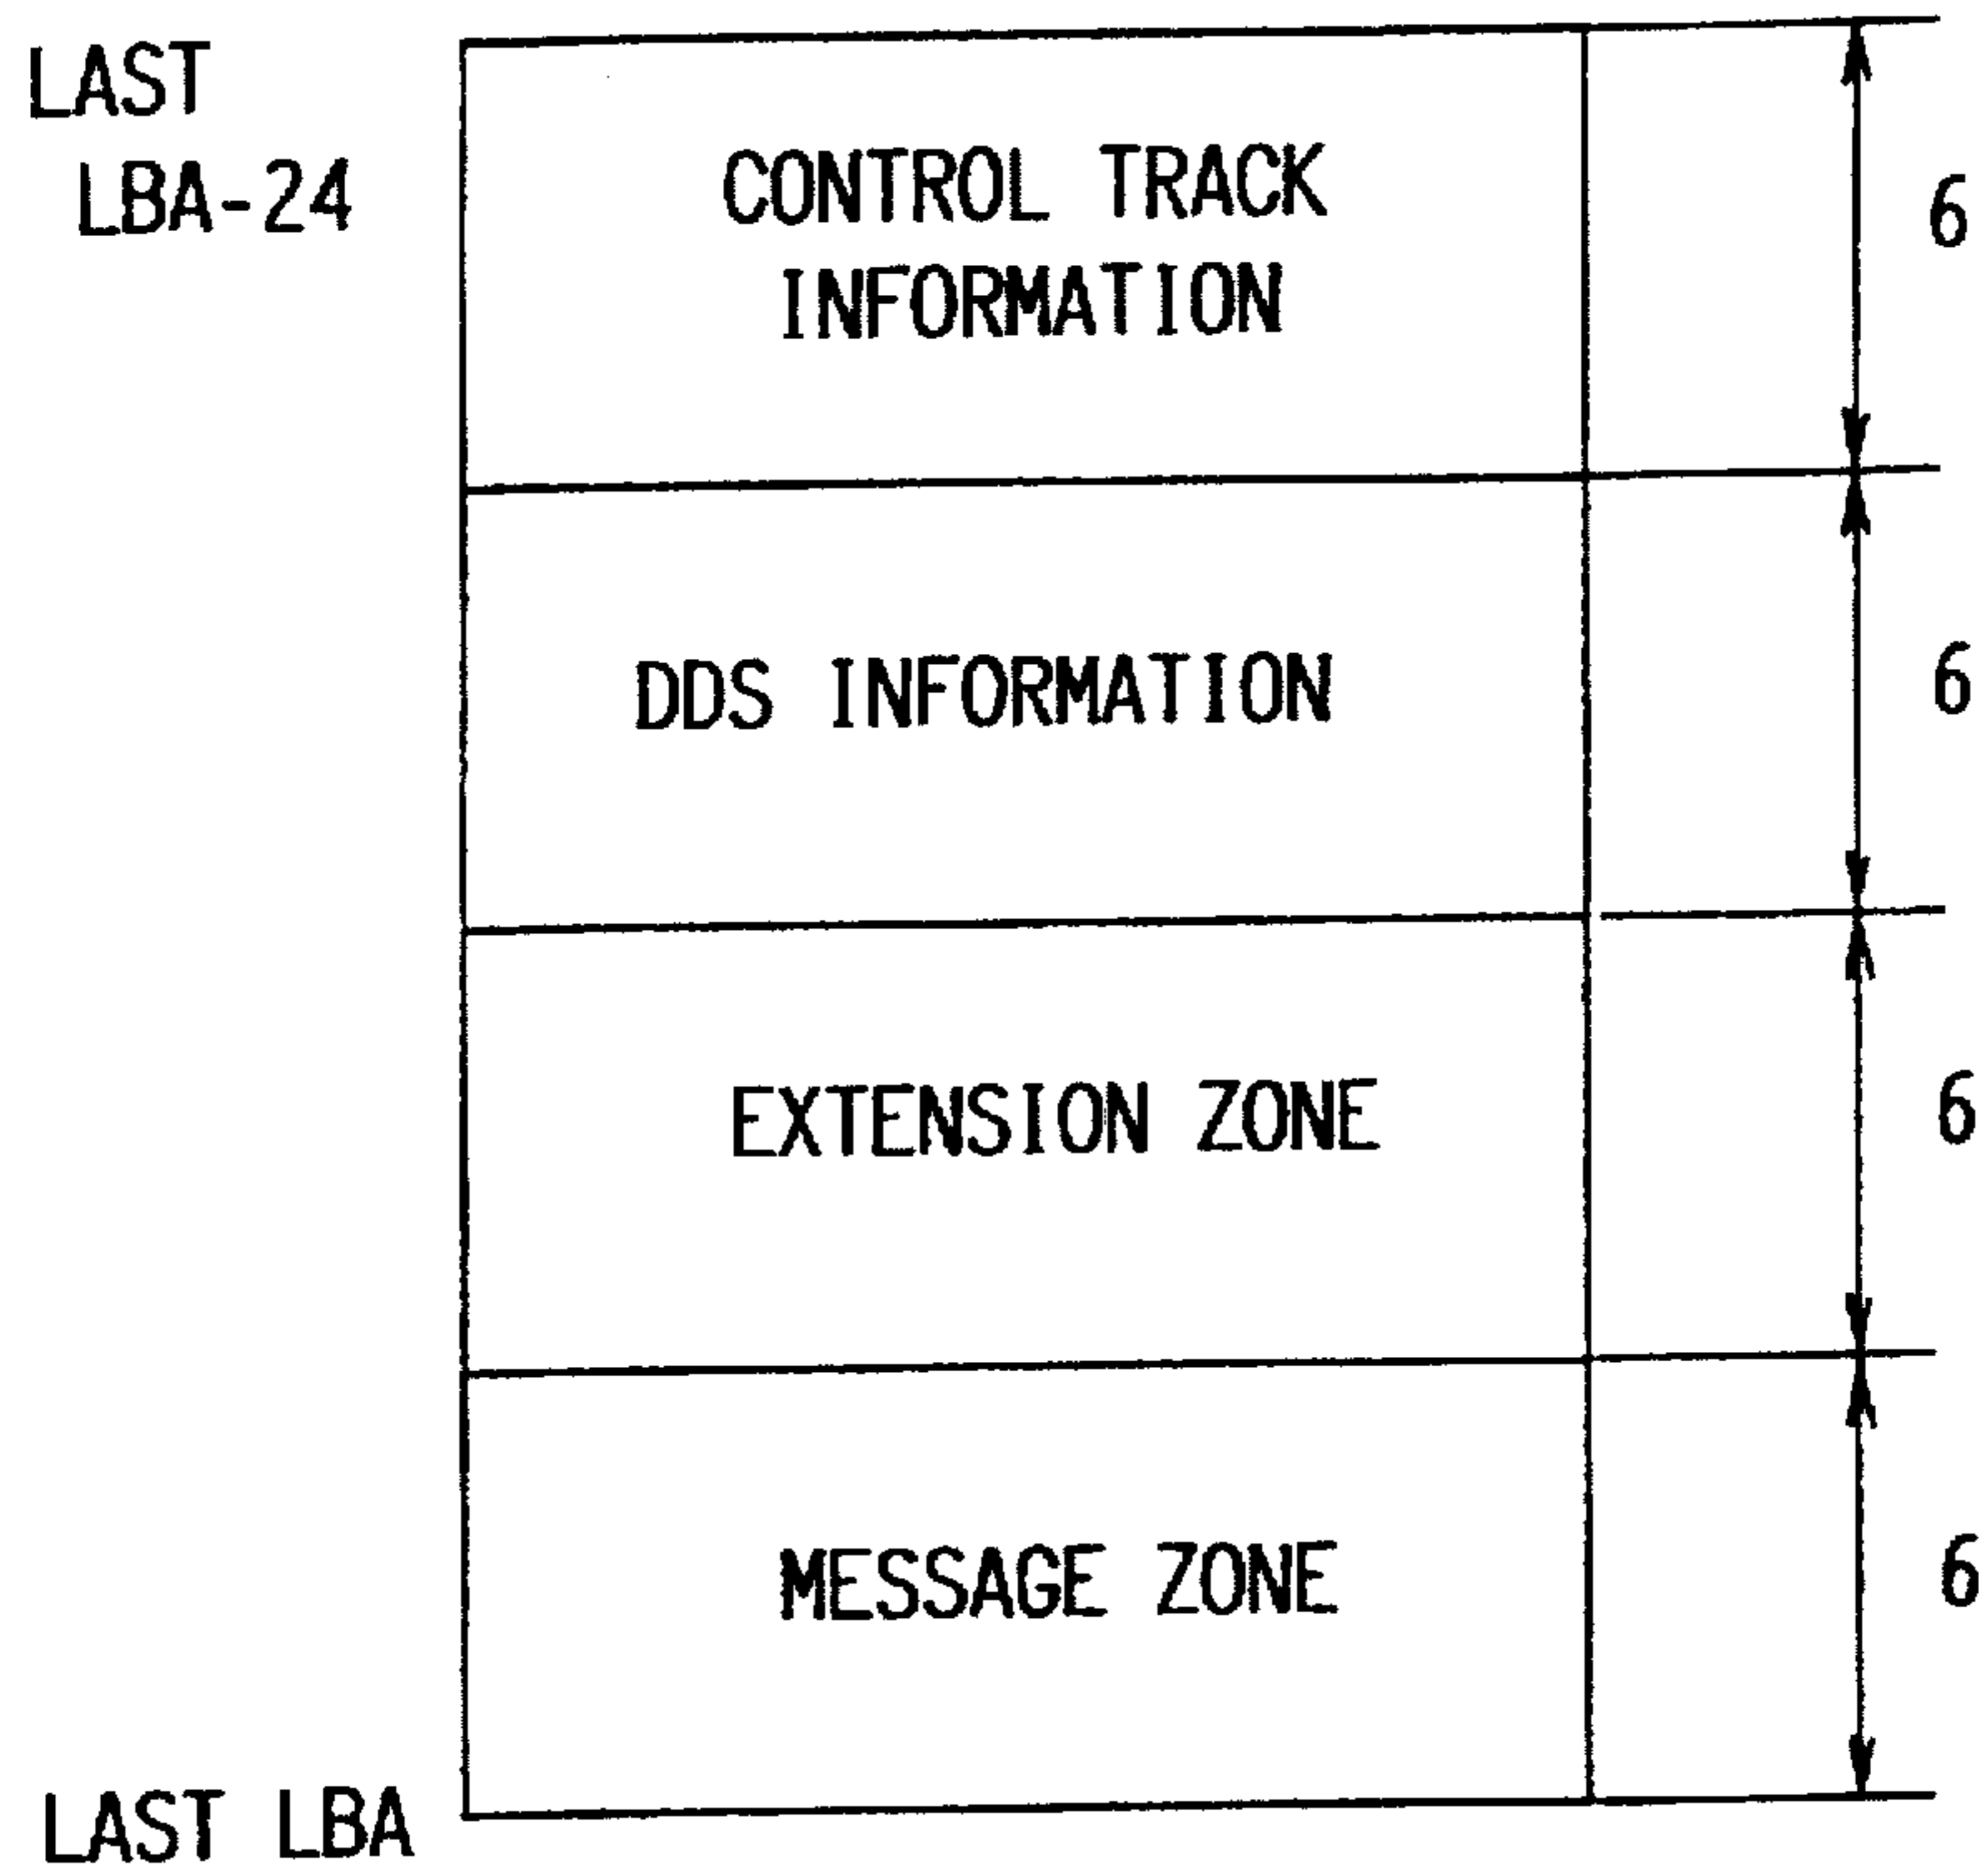 LAST
LBA-24
CONTROL TRACK
INFORMATION
6
DDS INFORMATION
6
EXTENSION ZONE
6
MESSAGE ZONE
6
LAST LBA